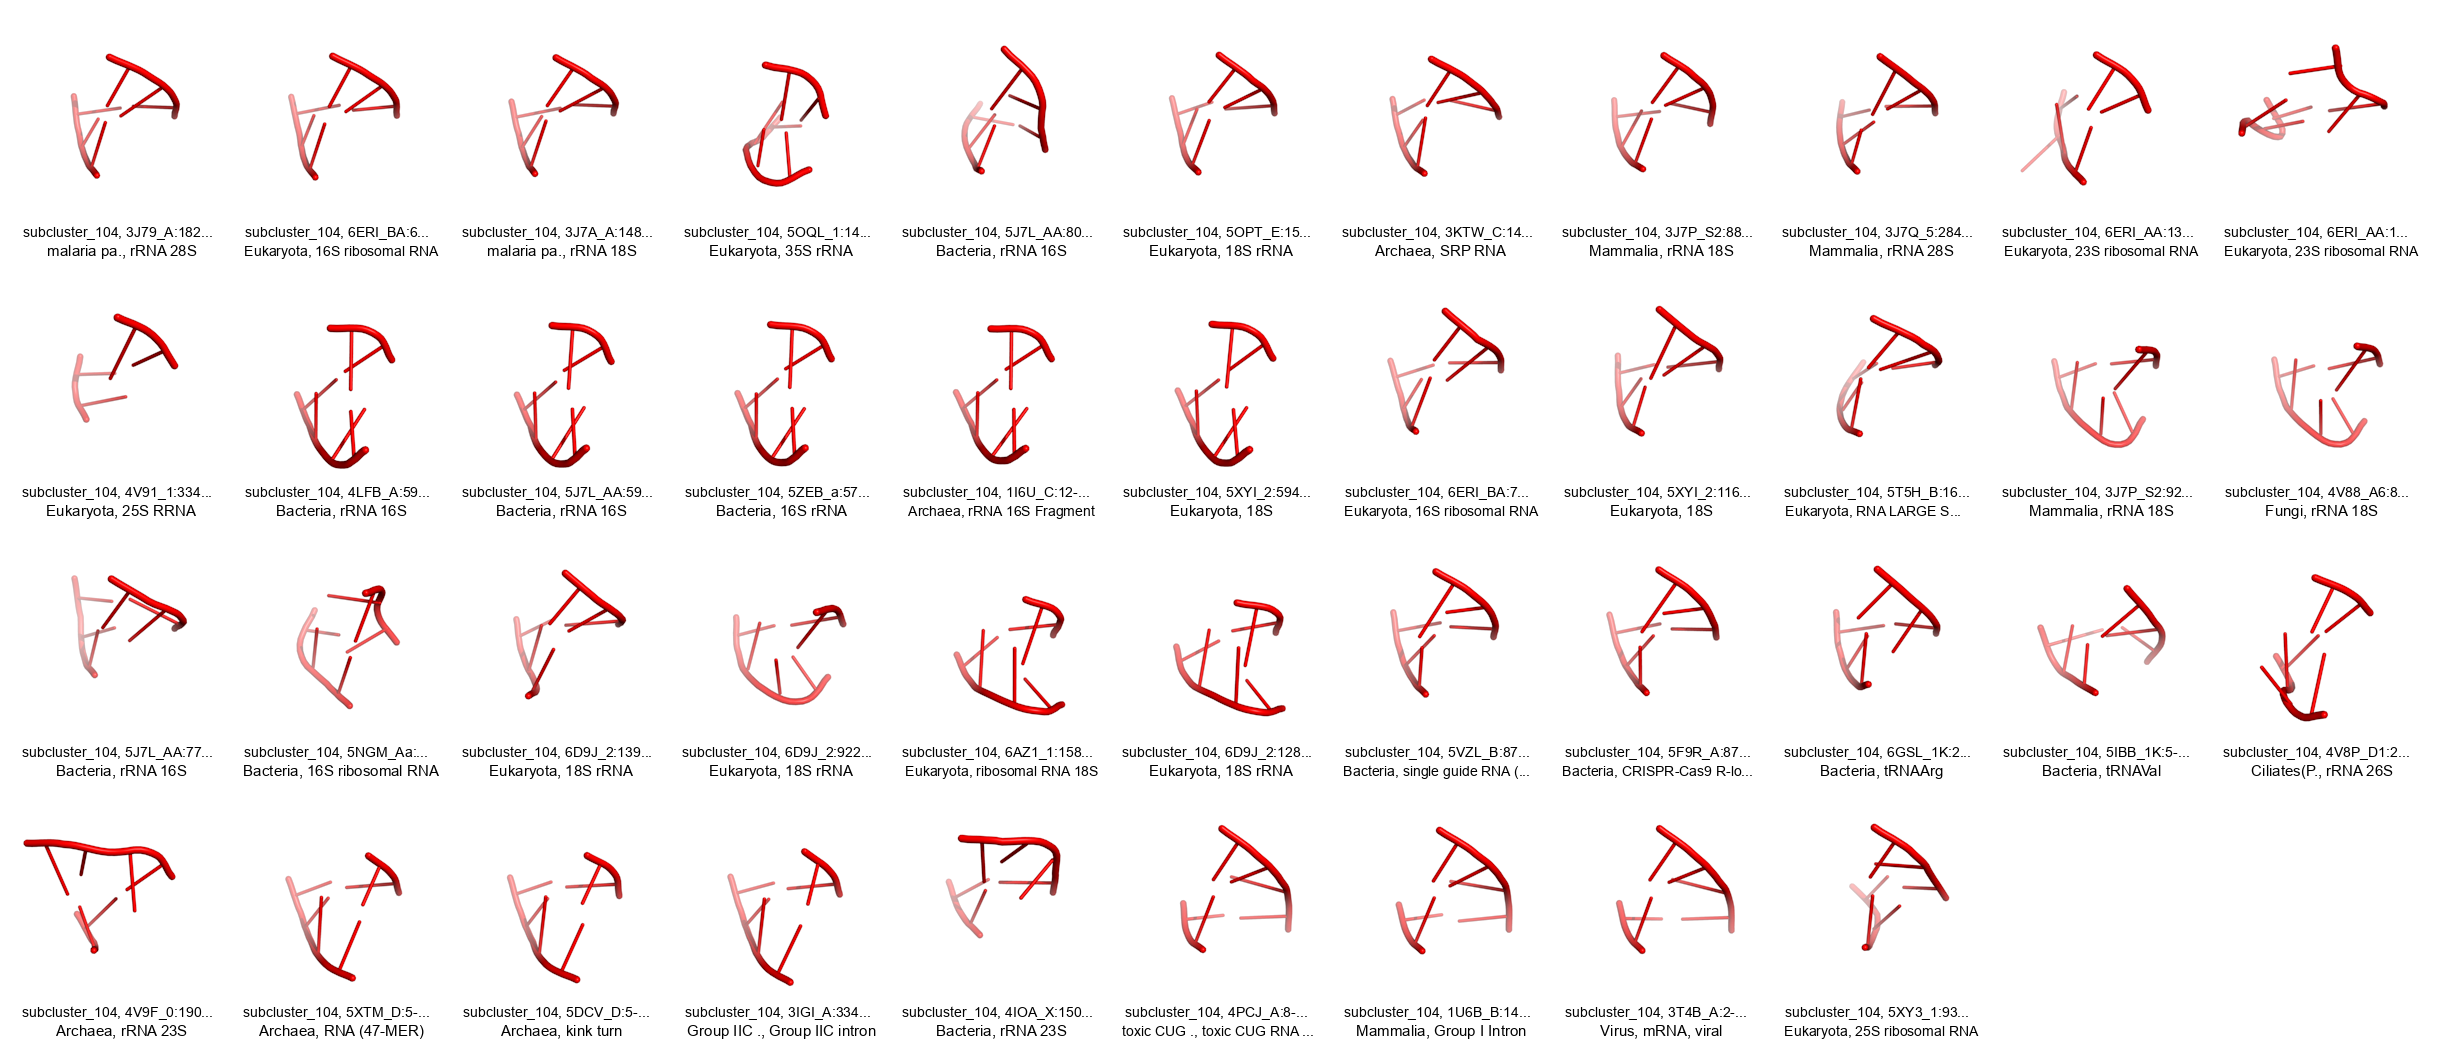 subcluster_104, 3J79_A:182...
malaria pa., rRNA 28S
subcluster_104, 6ERI_BA:6...
Eukaryota, 16S ribosomal RNA
subcluster_104, 3J7A_A:148...
malaria pa., rRNA 18S
subcluster_104, 5OQL_1:14...
Eukaryota, 35S rRNA
subcluster_104, 5J7L_AA:80...
Bacteria, rRNA 16S
subcluster_104, 5OPT_E:15...
Eukaryota, 18S rRNA
subcluster_104, 3KTW_C:14...
Archaea, SRP RNA
subcluster_104, 3J7P_S2:88...
Mammalia, rRNA 18S
subcluster_104, 3J7Q_5:284...
Mammalia, rRNA 28S
subcluster_104, 6ERI_AA:13...
Eukaryota, 23S ribosomal RNA
subcluster_104, 6ERI_AA:1...
Eukaryota, 23S ribosomal RNA
subcluster_104, 4V91_1:334...
Eukaryota, 25S RRNA
subcluster_104, 4LFB_A:59...
Bacteria, rRNA 16S
subcluster_104, 5J7L_AA:59...
Bacteria, rRNA 16S
subcluster_104, 5ZEB_a:57...
Bacteria, 16S rRNA
subcluster_104, 1I6U_C:12-...
Archaea, rRNA 16S Fragment
subcluster_104, 5XYI_2:594...
Eukaryota, 18S
subcluster_104, 6ERI_BA:7...
Eukaryota, 16S ribosomal RNA
subcluster_104, 5XYI_2:116...
Eukaryota, 18S
subcluster_104, 5T5H_B:16...
Eukaryota, RNA LARGE S...
subcluster_104, 3J7P_S2:92...
Mammalia, rRNA 18S
subcluster_104, 4V88_A6:8...
Fungi, rRNA 18S
subcluster_104, 5J7L_AA:77...
Bacteria, rRNA 16S
subcluster_104, 5NGM_Aa:...
Bacteria, 16S ribosomal RNA
subcluster_104, 6D9J_2:139...
Eukaryota, 18S rRNA
subcluster_104, 6D9J_2:922...
Eukaryota, 18S rRNA
subcluster_104, 6AZ1_1:158...
Eukaryota, ribosomal RNA 18S
subcluster_104, 6D9J_2:128...
Eukaryota, 18S rRNA
subcluster_104, 5VZL_B:87...
Bacteria, single guide RNA (...
subcluster_104, 5F9R_A:87...
Bacteria, CRISPR-Cas9 R-lo...
subcluster_104, 6GSL_1K:2...
Bacteria, tRNAArg
subcluster_104, 5IBB_1K:5-...
Bacteria, tRNAVal
subcluster_104, 4V8P_D1:2...
Ciliates(P., rRNA 26S
subcluster_104, 4V9F_0:190...
Archaea, rRNA 23S
subcluster_104, 5XTM_D:5-...
Archaea, RNA (47-MER)
subcluster_104, 5DCV_D:5-...
Archaea, kink turn
subcluster_104, 3IGI_A:334...
Group IIC ., Group IIC intron
subcluster_104, 4IOA_X:150...
Bacteria, rRNA 23S
subcluster_104, 4PCJ_A:8-...
toxic CUG ., toxic CUG RNA ...
subcluster_104, 1U6B_B:14...
Mammalia, Group I Intron
subcluster_104, 3T4B_A:2-...
Virus, mRNA, viral
subcluster_104, 5XY3_1:93...
Eukaryota, 25S ribosomal RNA